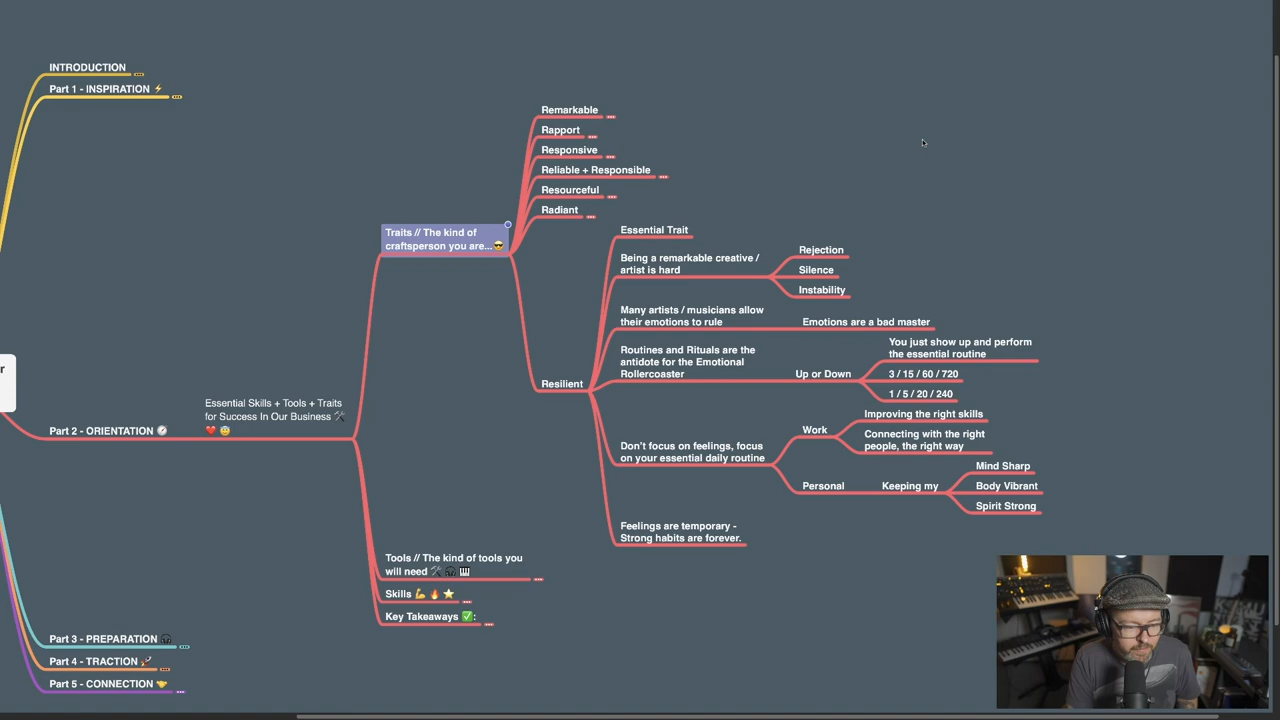 INTRODUCTION
Part 1 - INSPIRATION ⚡
r
Part 2 - ORIENTATION 🧭
Essential Skills + Tools + Traits
for Success In Our Business 🛠️
❤️ 😇
Traits // The kind of
craftsperson you are...😎
Remarkable
Rapport
Responsive
Reliable + Responsible
Resourceful
Radiant
Resilient
Essential Trait
Being a remarkable creative /
artist is hard
Rejection
Silence
Instability
Many artists / musicians allow
their emotions to rule
Emotions are a bad master
Routines and Rituals are the
antidote for the Emotional
Rollercoaster
Up or Down
You just show up and perform
the essential routine
3 / 15 / 60 / 720
1 / 5 / 20 / 240
Don't focus on feelings, focus
on your essential daily routine
Work
Improving the right skills
Connecting with the right
people, the right way
Personal
Keeping my
Mind Sharp
Body Vibrant
Spirit Strong
Feelings are temporary -
Strong habits are forever.
Tools // The kind of tools you
will need 🛠️ 🎧 🎹
Skills 💪 🔥 ⭐
Key Takeaways ✅:
Part 3 - PREPARATION 🎧
Part 4 - TRACTION 🚀
Part 5 - CONNECTION 🤝